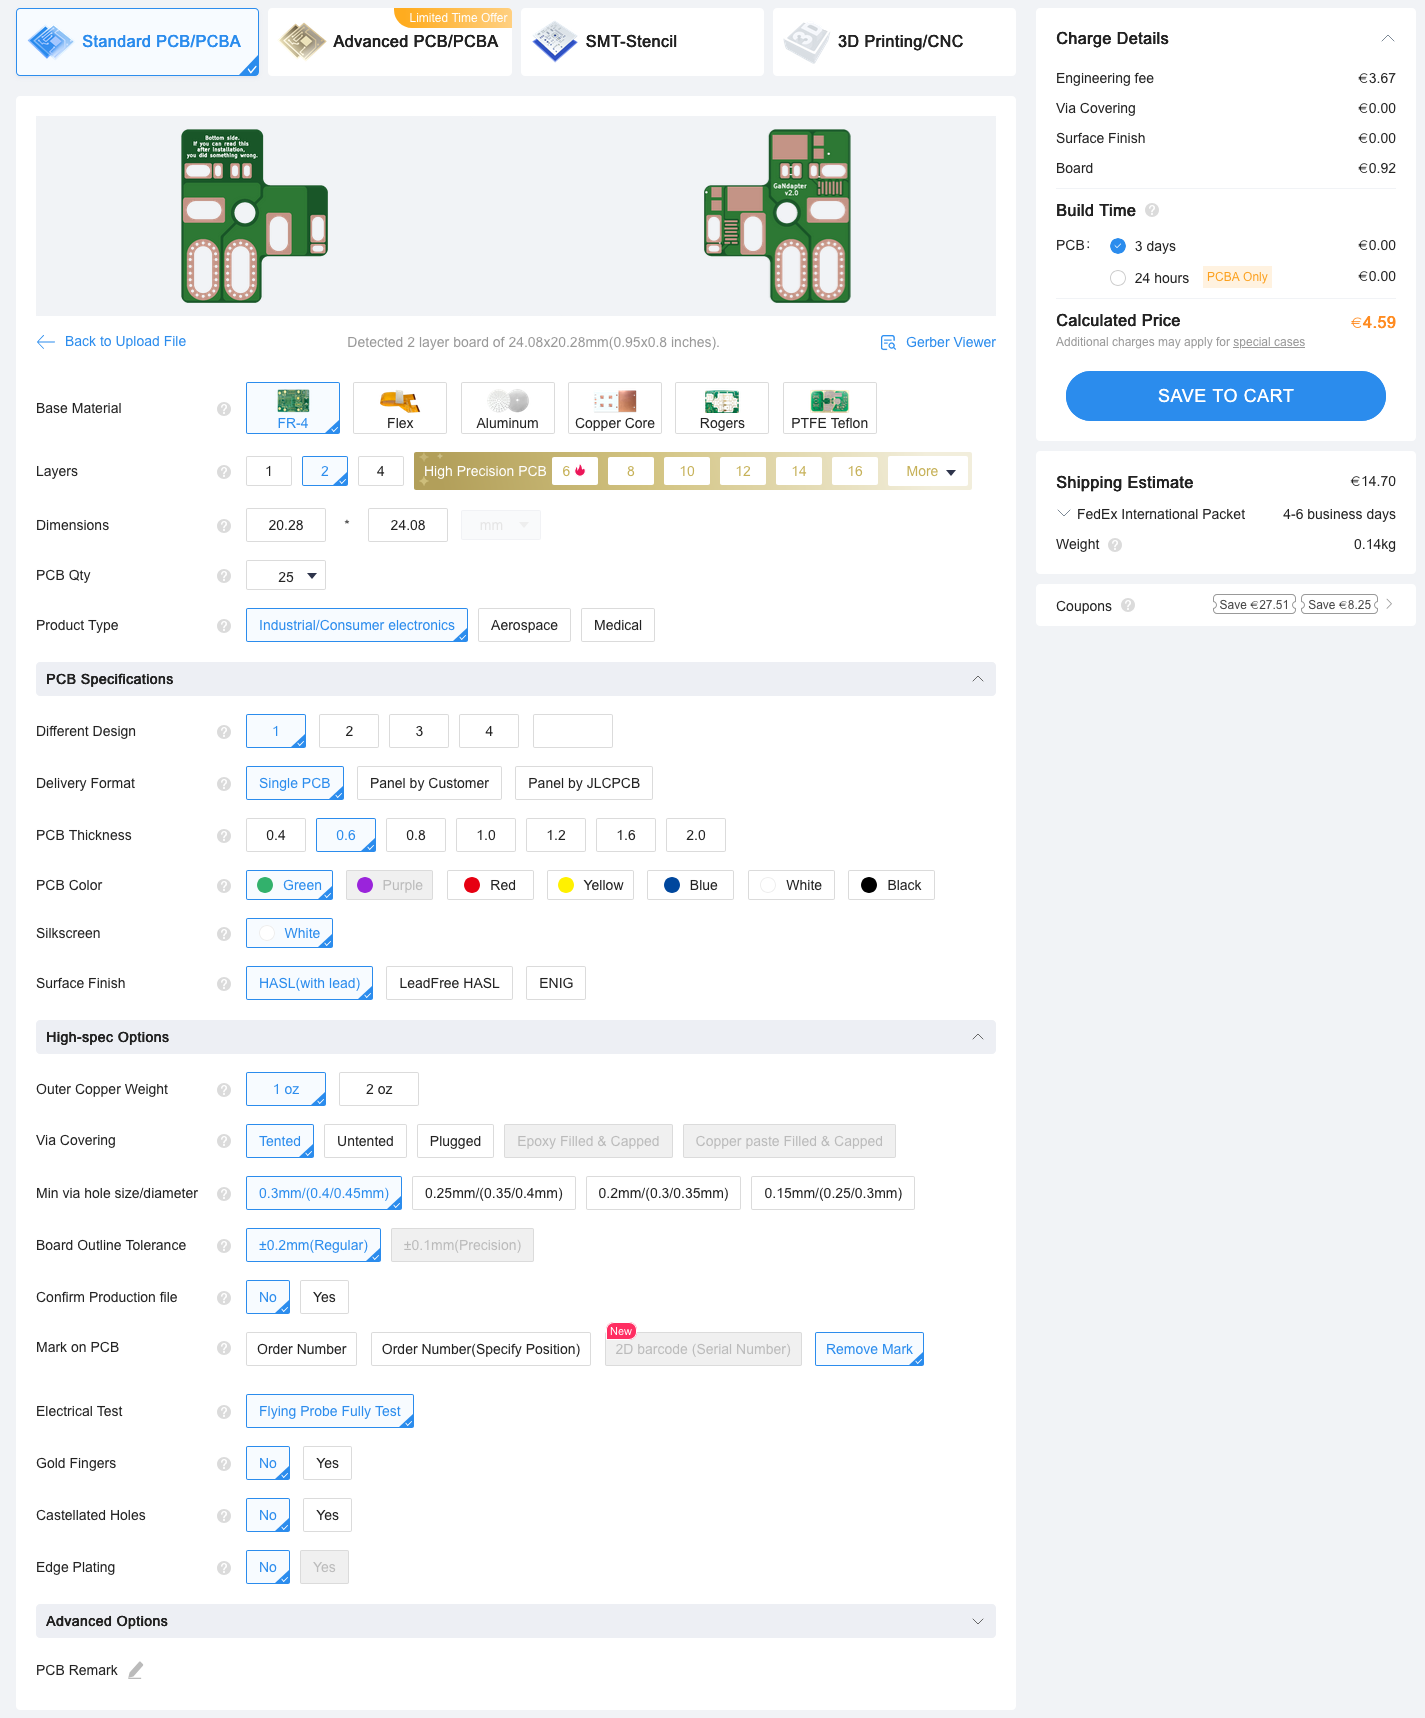 Standard PCB/PCBA
Limited Time Offer
Advanced PCB/PCBA
SMT-Stencil
3D Printing/CNC
Bottom side.
If you can read this
after installation,
you did something wrong.
GaNdapter
v2.0
Back to Upload File
Detected 2 layer board of 24.08x20.28mm(0.95x0.8 inches).
Gerber Viewer
Base Material
FR-4 Flex Aluminum Copper Core Rogers PTFE Teflon
Layers 1 2 4 High Precision PCB 6 8 10 12 14 16 More
Dimensions 20.28 * 24.08 mm
PCB Qty 25
Product Type Industrial/Consumer electronics Aerospace Medical
PCB Specifications
Different Design 1 2 3 4
Delivery Format Single PCB Panel by Customer Panel by JLCPCB
PCB Thickness 0.4 0.6 0.8 1.0 1.2 1.6 2.0
PCB Color Green Purple Red Yellow Blue White Black
Silkscreen White
Surface Finish HASL(with lead) LeadFree HASL ENIG
High-spec Options
Outer Copper Weight 1 oz 2 oz
Via Covering Tented Untented Plugged Epoxy Filled & Capped Copper paste Filled & Capped
Min via hole size/diameter 0.3mm/(0.4/0.45mm) 0.25mm/(0.35/0.4mm) 0.2mm/(0.3/0.35mm) 0.15mm/(0.25/0.3mm)
Board Outline Tolerance ±0.2mm(Regular) ±0.1mm(Precision)
Confirm Production file No Yes
New
Mark on PCB Order Number Order Number(Specify Position) 2D barcode (Serial Number) Remove Mark
Electrical Test Flying Probe Fully Test
Gold Fingers No Yes
Castellated Holes No Yes
Edge Plating No Yes
Advanced Options
PCB Remark
Charge Details
Engineering fee €3.67
Via Covering €0.00
Surface Finish €0.00
Board €0.92
Build Time
PCB: 3 days €0.00
24 hours PCBA Only €0.00
Calculated Price €4.59
Additional charges may apply for special cases
SAVE TO CART
Shipping Estimate €14.70
FedEx International Packet 4-6 business days
Weight 0.14kg
Coupons Save €27.51 Save €8.25